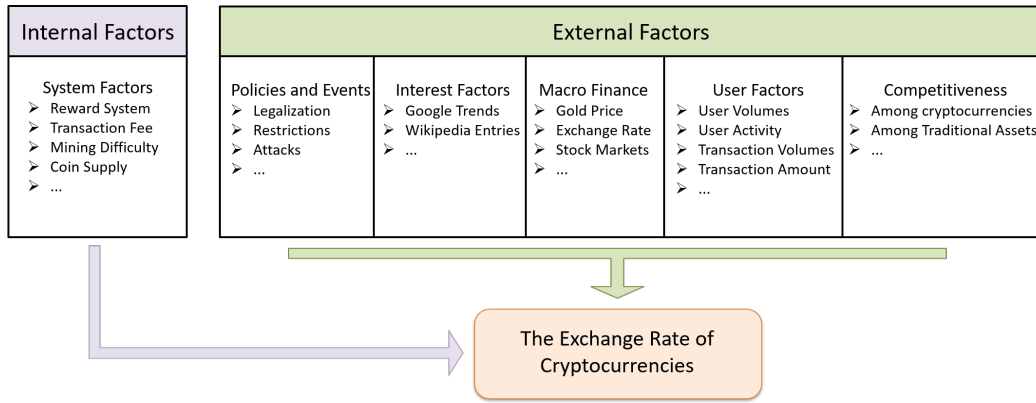 Internal Factors
System Factors
➢ Reward System
➢ Transaction Fee
➢ Mining Difficulty
➢ Coin Supply
➢ ...
External Factors
Policies and Events
➢ Legalization
➢ Restrictions
➢ Attacks
➢ ...
Interest Factors
➢ Google Trends
➢ Wikipedia Entries
➢ ...
Macro Finance
➢ Gold Price
➢ Exchange Rate
➢ Stock Markets
➢ ...
User Factors
➢ User Volumes
➢ User Activity
➢ Transaction Volumes
➢ Transaction Amount
➢ ...
Competitiveness
➢ Among cryptocurrencies
➢ Among Traditional Assets
➢ ...
The Exchange Rate of
Cyptocurrencies